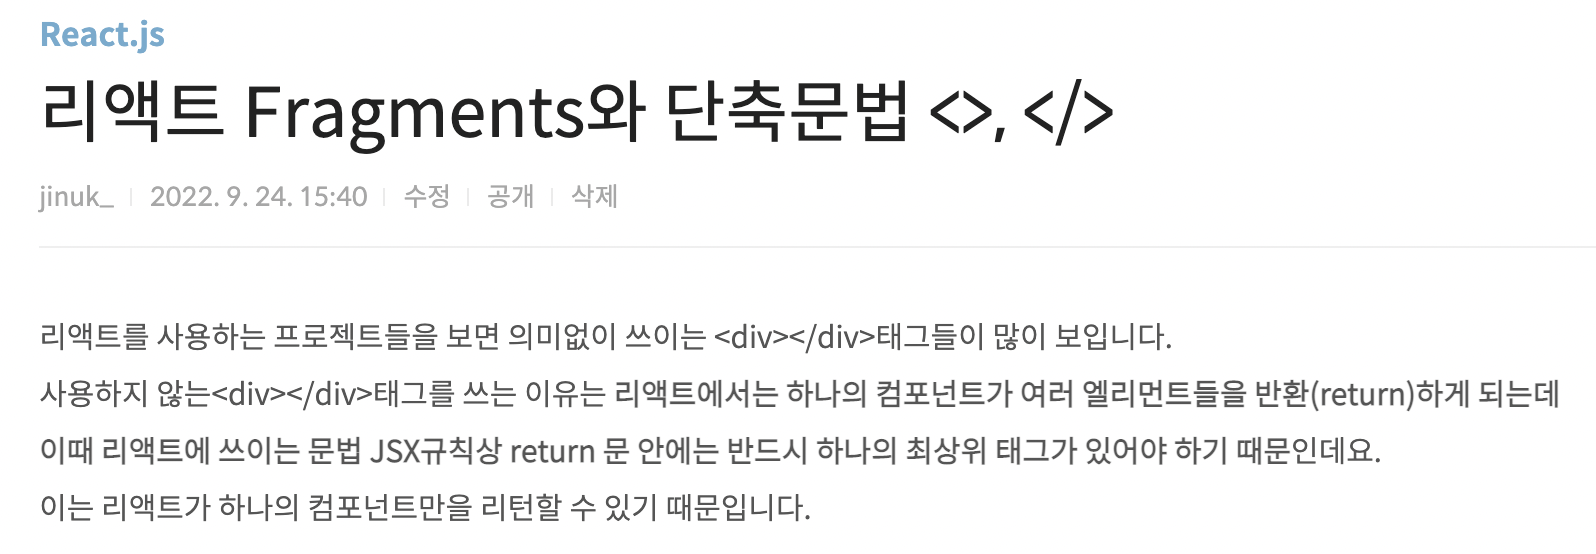 React.js
리액트 Fragments와 단축문법 <>, </>
jinuk_ | 2022. 9. 24. 15:40 | 수정 | 공개 | 삭제
리액트를 사용하는 프로젝트들을 보면 의미없이 쓰이는 <div></div>태그들이 많이 보입니다.
사용하지 않는<div></div>태그를 쓰는 이유는 리액트에서는 하나의 컴포넌트가 여러 엘리먼트들을 반환(return)하게 되는데
이때 리액트에 쓰이는 문법 JSX규칙상 return 문 안에는 반드시 하나의 최상위 태그가 있어야 하기 때문인데요.
이는 리액트가 하나의 컴포넌트만을 리턴할 수 있기 때문입니다.